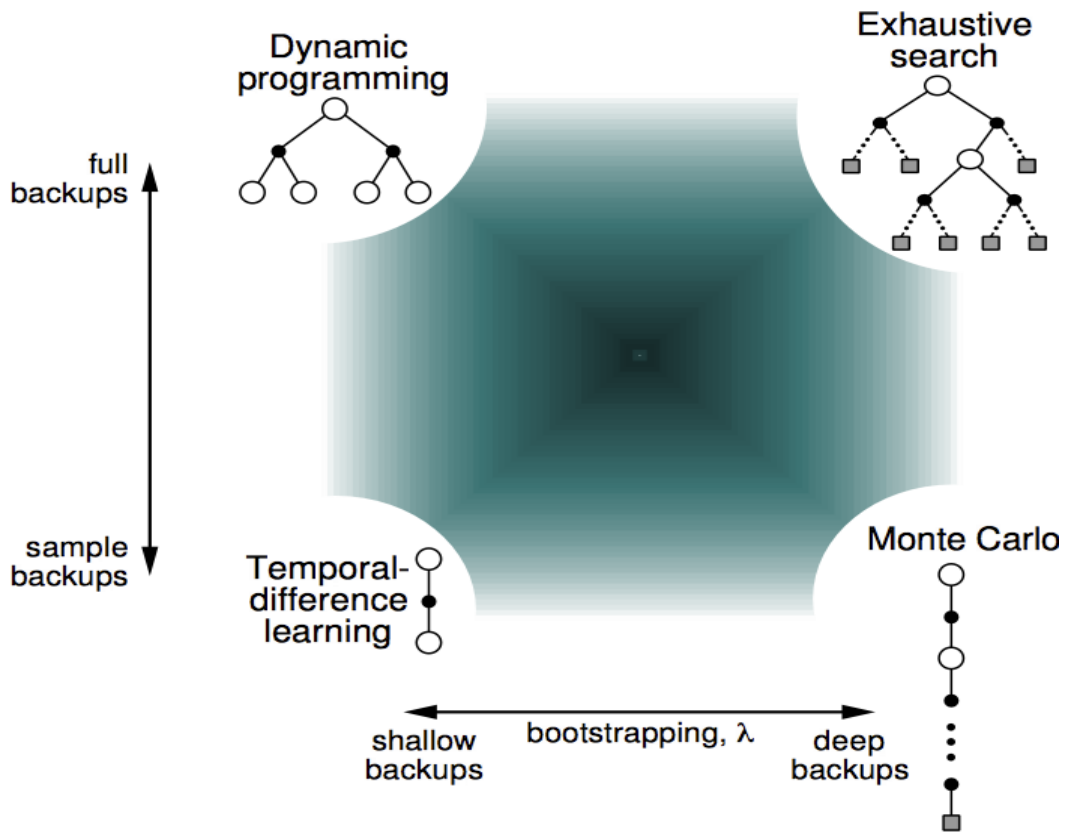 Dynamic
programming
Exhaustive
search
full
backups
sample
backups
Temporal-
difference
learning
Monte Carlo
bootstrapping, λ
shallow
backups
deep
backups